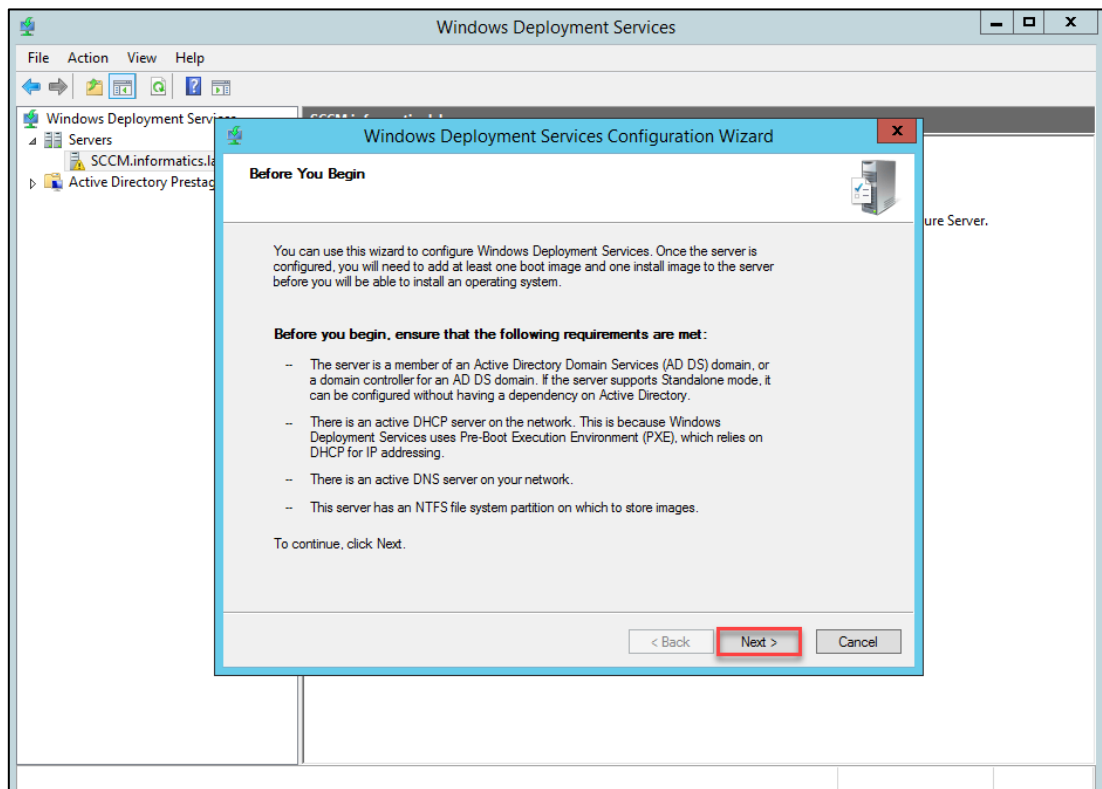 Windows Deployment Services
File Action View Help
Windows Deployment
Servers
SCCM.informatics.la
Active Directory Prestag
ure Server.
Windows Deployment Services Configuration Wizard
Before You Begin
You can use this wizard to configure Windows Deployment Services. Once the server is
configured, you will need to add at least one boot image and one install image to the server
before you will be able to install an operating system.
Before you begin, ensure that the following requirements are met:
-- The server is a member of an Active Directory Domain Services (AD DS) domain, or
a domain controller for an AD DS domain. If the server supports Standalone mode, it
can be configured without having a dependency on Active Directory.
-- There is an active DHCP server on the network. This is because Windows
Deployment Services uses Pre-Boot Execution Environment (PXE), which relies on
DHCP for IP addressing.
-- There is an active DNS server on your network.
-- This server has an NTFS file system partition on which to store images.
To continue, click Next.
< Back Next > Cancel